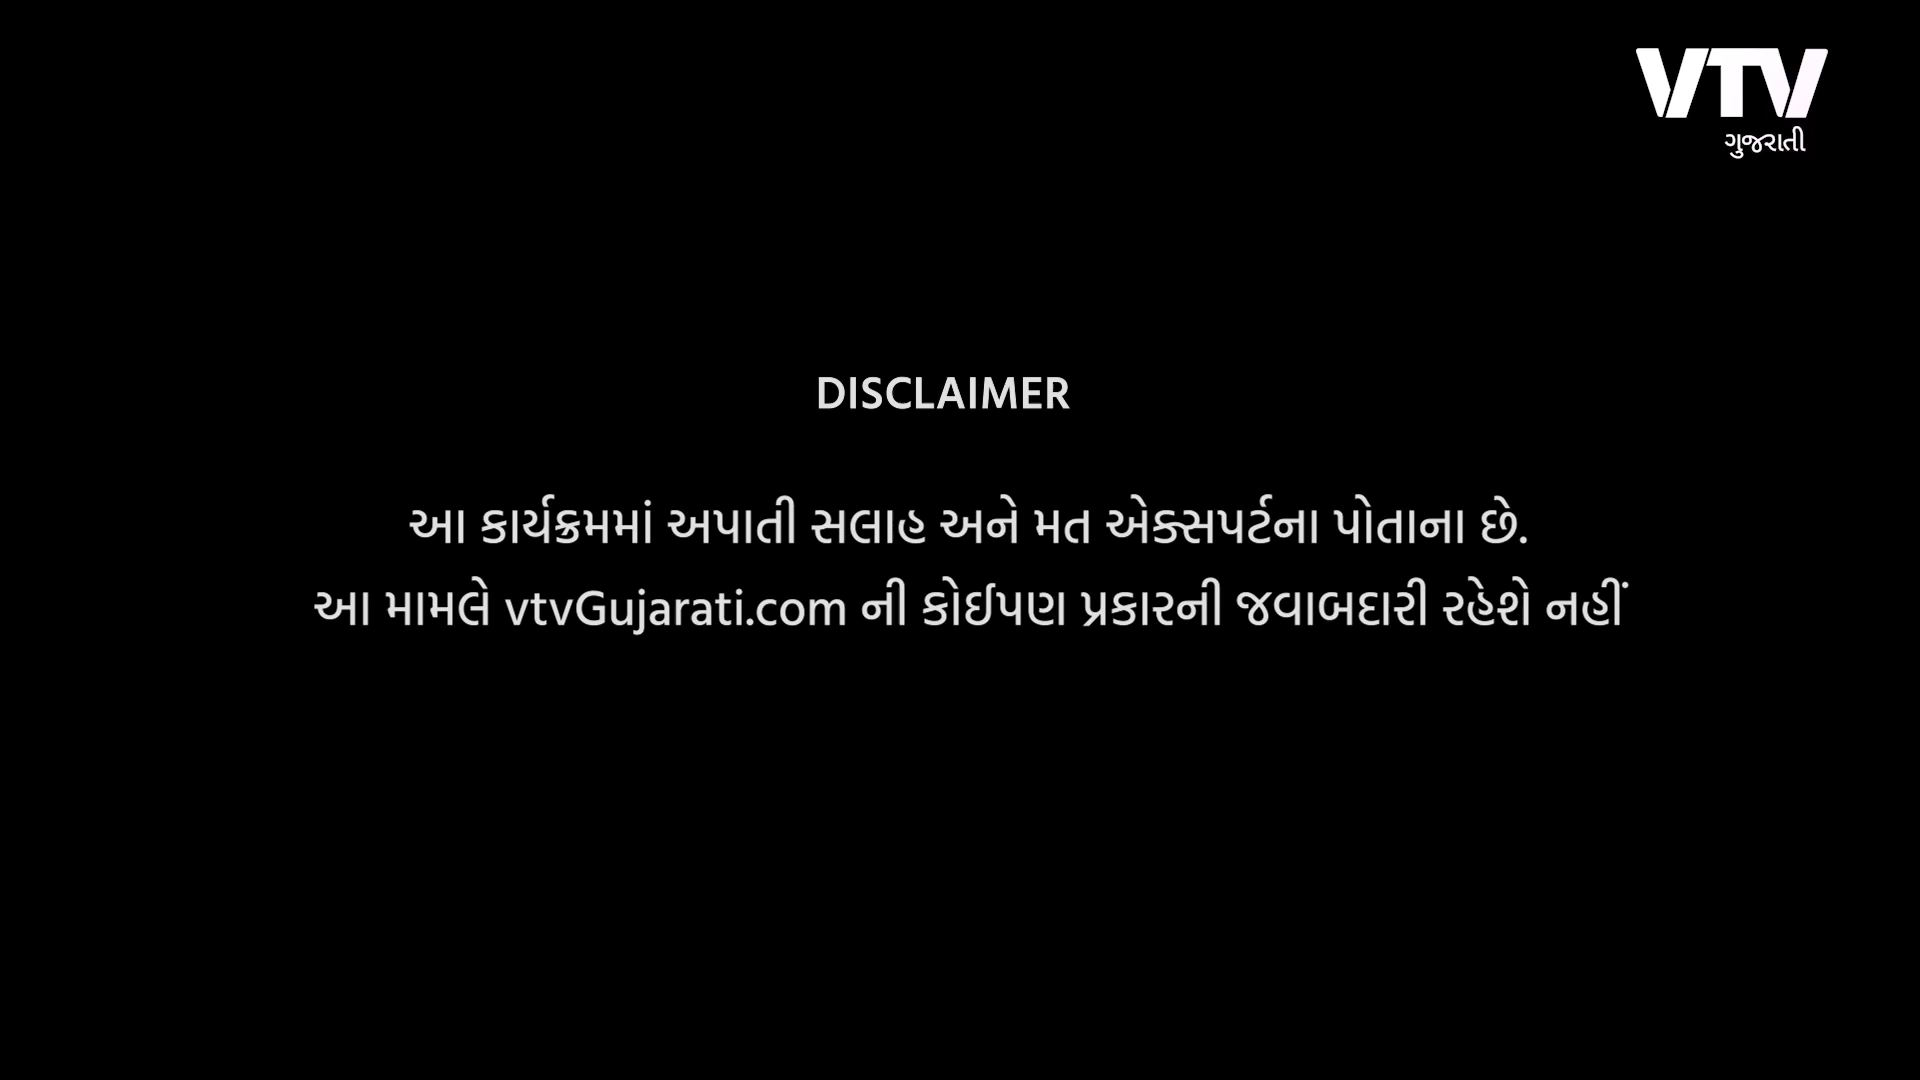 VTV
ગુજરાતી
DISCLAIMER
આ કાર્યક્રમમાં અપાતી સલાહ અને મત એક્સપર્ટના પોતાના છે.
આ મામલે vtvGujarati.com ની કોઈપણ પ્રકારની જવાબદારી રહેશે નહીં